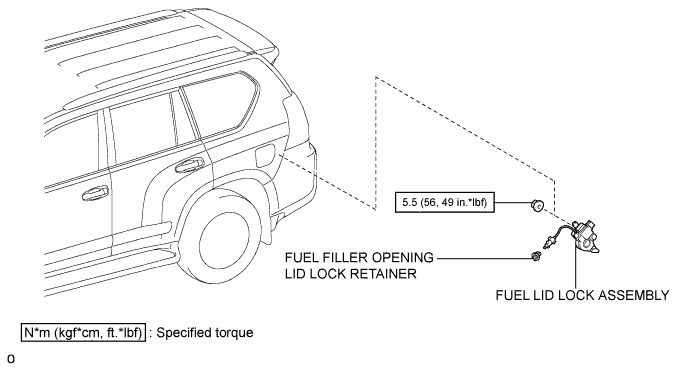 5.5 (56, 49 in.*lbf)
FUEL FILLER OPENING
LID LOCK RETAINER
FUEL LID LOCK ASSEMBLY
N*m (kgf*cm, ft.*lbf) : Specified torque
O